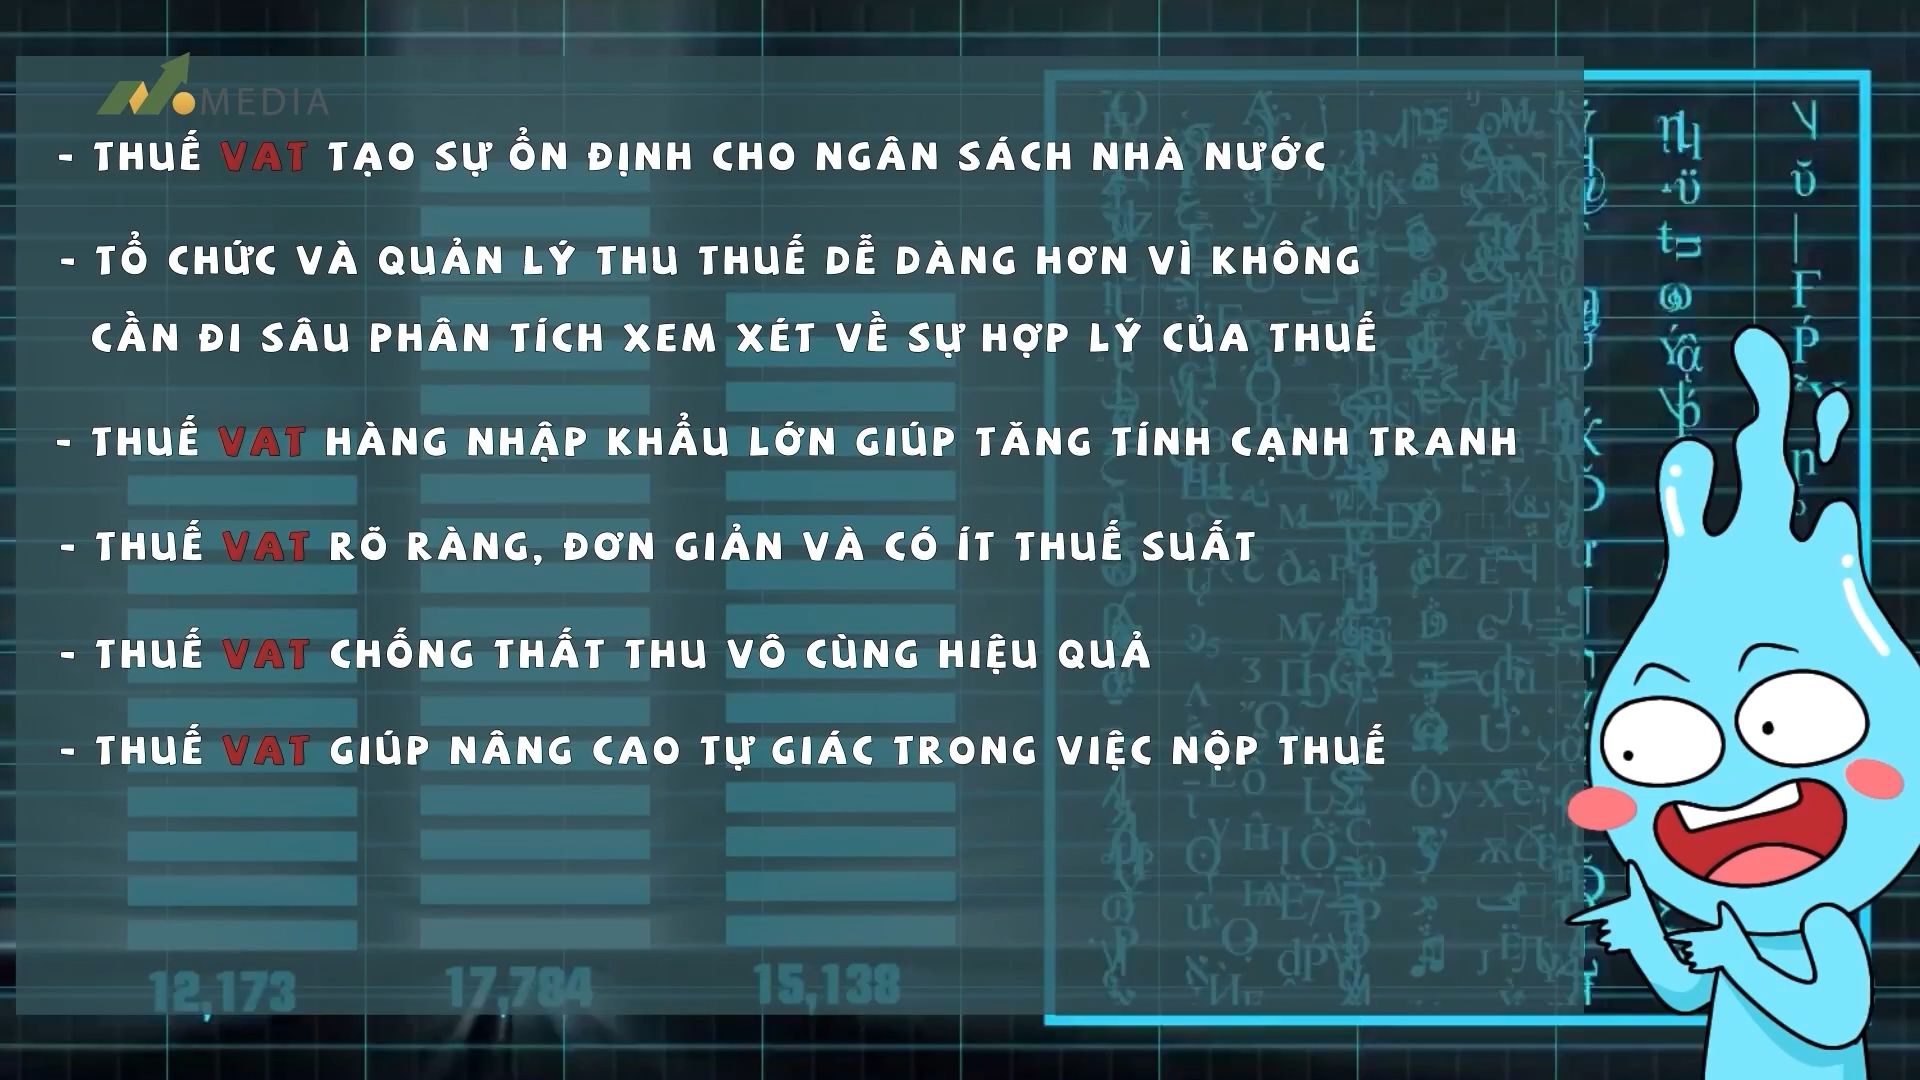 MEDIA
- THUẾ VAT TẠO SỰ ỔN ĐỊNH CHO NGÂN SÁCH NHÀ NƯỚC
- TỔ CHỨC VÀ QUẢN LÝ THU THUẾ DỄ DÀNG HƠN VÌ KHÔNG
CẦN ĐI SÂU PHÂN TÍCH XEM XÉT VỀ SỰ HỢP LÝ CỦA THUẾ
- THUẾ VAT HÀNG NHẬP KHẨU LỚN GIÚP TĂNG TÍNH CẠNH TRANH
- THUẾ VAT RÕ RÀNG, ĐƠN GIẢN VÀ CÓ ÍT THUẾ SUẤT
- THUẾ VAT CHỐNG THẤT THU VÔ CÙNG HIỆU QUẢ
- THUẾ VAT GIÚP NÂNG CAO TỰ GIÁC TRONG VIỆC NỘP THUẾ
12,173 17,784 15,138